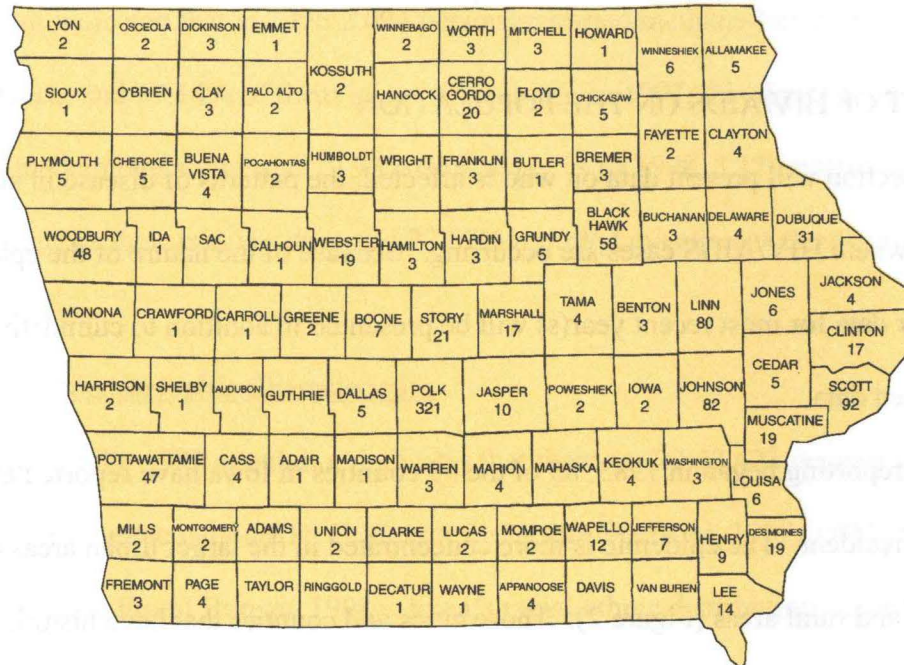 LYON OSCEOLA DICKINSON EMMET WINNEBAGO WORTH MITCHELL HOWARD
2 2 3 1 2 3 3 1
WINNESHIEK ALLAMAKEE
6 5
KOSSUTH
2
SIOUX O'BRIEN CLAY PALO ALTO HANCOCK CERRO GORDO FLOYD CHICKASAW
1 3 2 20 2 5
FAYETTE CLAYTON
2 4
PLYMOUTH CHEROKEE BUENA VISTA POCAHONTAS HUMBOLDT WRIGHT FRANKLIN BUTLER BREMER
5 5 4 2 3 1 3
WOODBURY IDA SAC CALHOUN WEBSTER HAMILTON HARDIN GRUNDY BLACK HAWK BUCHANAN DELAWARE DUBUQUE
48 1 1 19 3 5 58 3 4 31
MONONA CRAWFORD CARROLL GREENE BOONE STORY MARSHALL TAMA BENTON LINN JONES JACKSON
1 2 21 17 4 3 80 6 4
CLINTON
17
CEDAR
5
HARRISON SHELBY AUDUBON GUTHRIE DALLAS POLK JASPER POWESHIEK IOWA JOHNSON SCOTT
2 1 5 321 10 2 2 82 92
MUSCATINE
19
POTTAWATTAMIE CASS ADAIR MADISON WARREN MARION MAHASKA KEOKUK WASHINGTON LOUISA
47 4 1 3 4 4 3 6
MILLS MONTGOMERY ADAMS UNION CLARKE LUCAS MOMROE WAPELLO JEFFERSON HENRY DES MOINES
2 2 12 7 9 19
FREMONT PAGE TAYLOR RINGGOLD DECATUR WAYNE APPANOOSE DAVIS VAN BUREN LEE
3 4 1 4 14